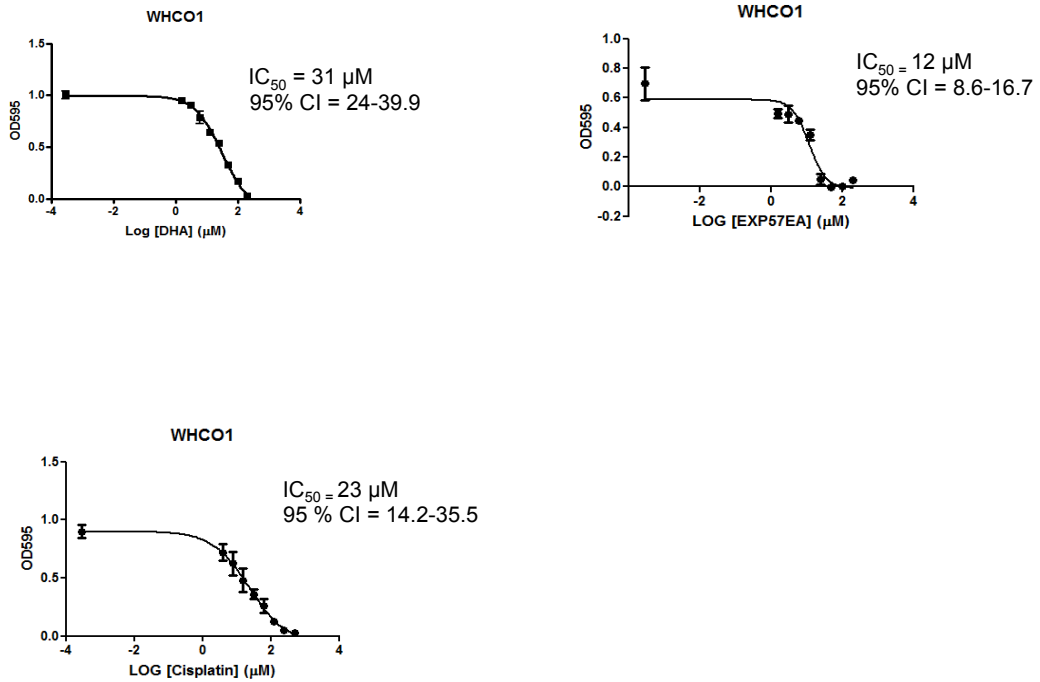 WHCO1
1.5
1.0
0.5
0.0
OD595
-4
-2
0
2
4
Log [DHA] (μM)
IC50 = 31 µM
95% CI = 24-39.9
WHCO1
1.0
0.8
0.6
0.4
0.2
0.0
-0.2
OD595
-2
0
2
4
LOG [EXP57EA] (μM)
IC50 = 12 µM
95% CI = 8.6-16.7
WHCO1
1.5
1.0
0.5
0.0
OD595
-4
-2
0
2
4
LOG [Cisplatin] (μM)
IC50 = 23 µM
95 % CI = 14.2-35.5